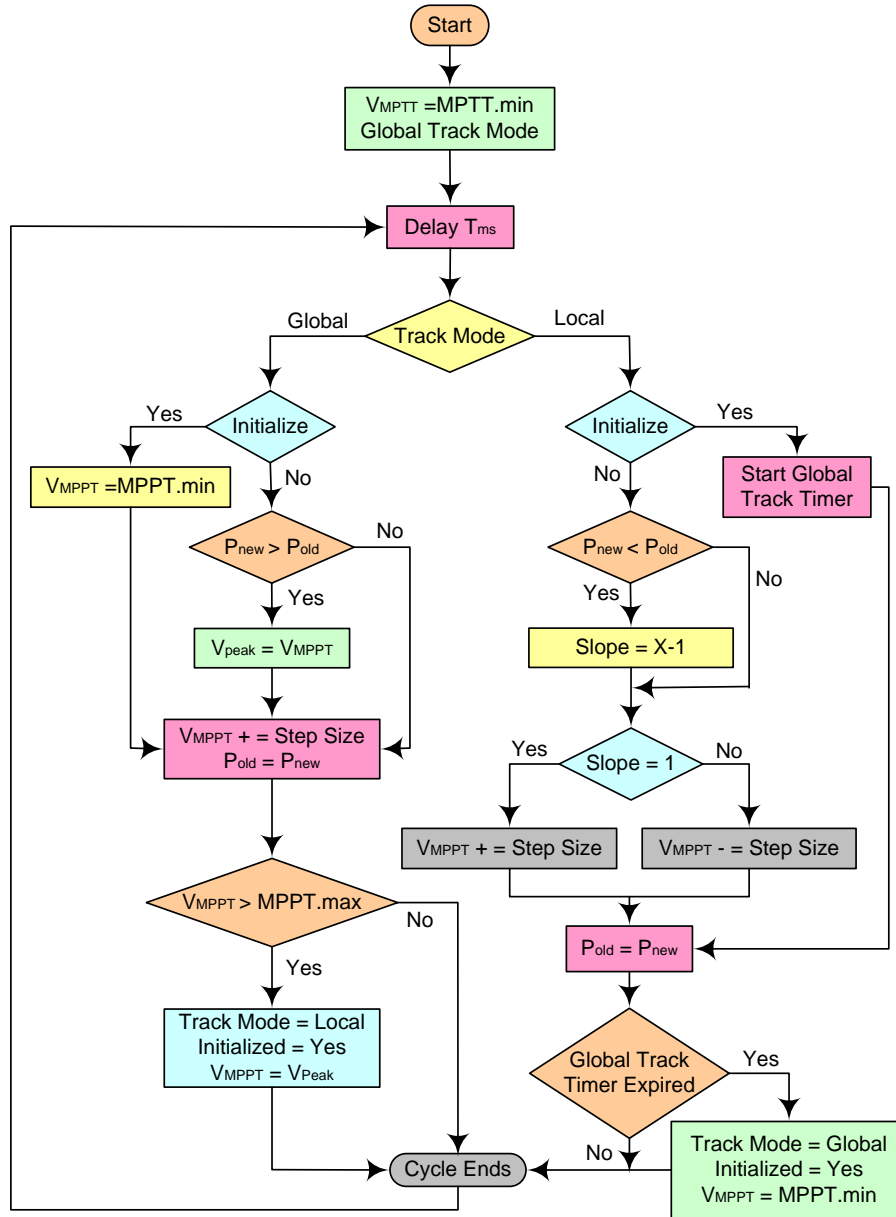 Start
VMPTT =MPTT.min
Global Track Mode
Delay Tms
Global
Track Mode
Local
Yes
Initialize
No
VMPPT =MPPT.min
Pnew > Pold
No
Yes
Vpeak = VMPPT
VMPPT + = Step Size
Pold = Pnew
VMPPT > MPPT.max
No
Yes
Track Mode = Local
Initialized = Yes
VMPPT = VPeak
Initialize
Yes
No
Start Global
Track Timer
Pnew < Pold
No
Yes
Slope = X-1
Yes
Slope = 1
No
VMPPT + = Step Size
VMPPT - = Step Size
Pold = Pnew
Global Track
Timer Expired
Yes
No
Track Mode = Global
Initialized = Yes
VMPPT = MPPT.min
Cycle Ends